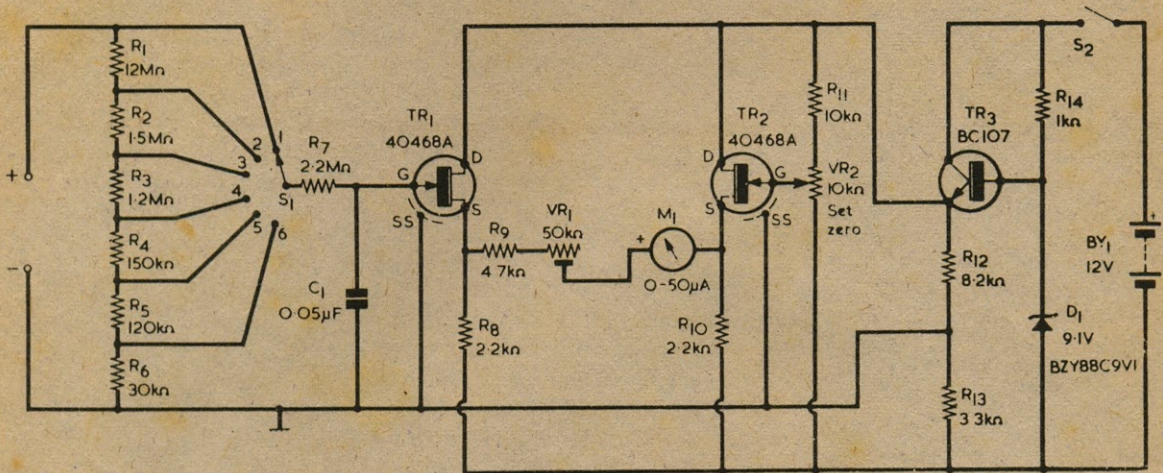 R1
12MΩ
R2
1·5MΩ
R3
1·2MΩ
R4
150kΩ
R5
120kΩ
R6
30kΩ
+
−
1
2
3
4
5
6
S1
R7
2·2MΩ
C1
0·05μF
TR1
40468A
G
D
S
SS
R9
4·7kΩ
VR1
50kΩ
R8
2·2kΩ
+
M1
0-50μA
TR2
40468A
D
G
S
SS
R10
2·2kΩ
R11
10kΩ
VR2
10kΩ
Set
zero
TR3
BC107
R12
8·2kΩ
R13
3·3kΩ
S2
R14
1kΩ
D1
9·1V
BZY88C9V1
BY1
12V
+